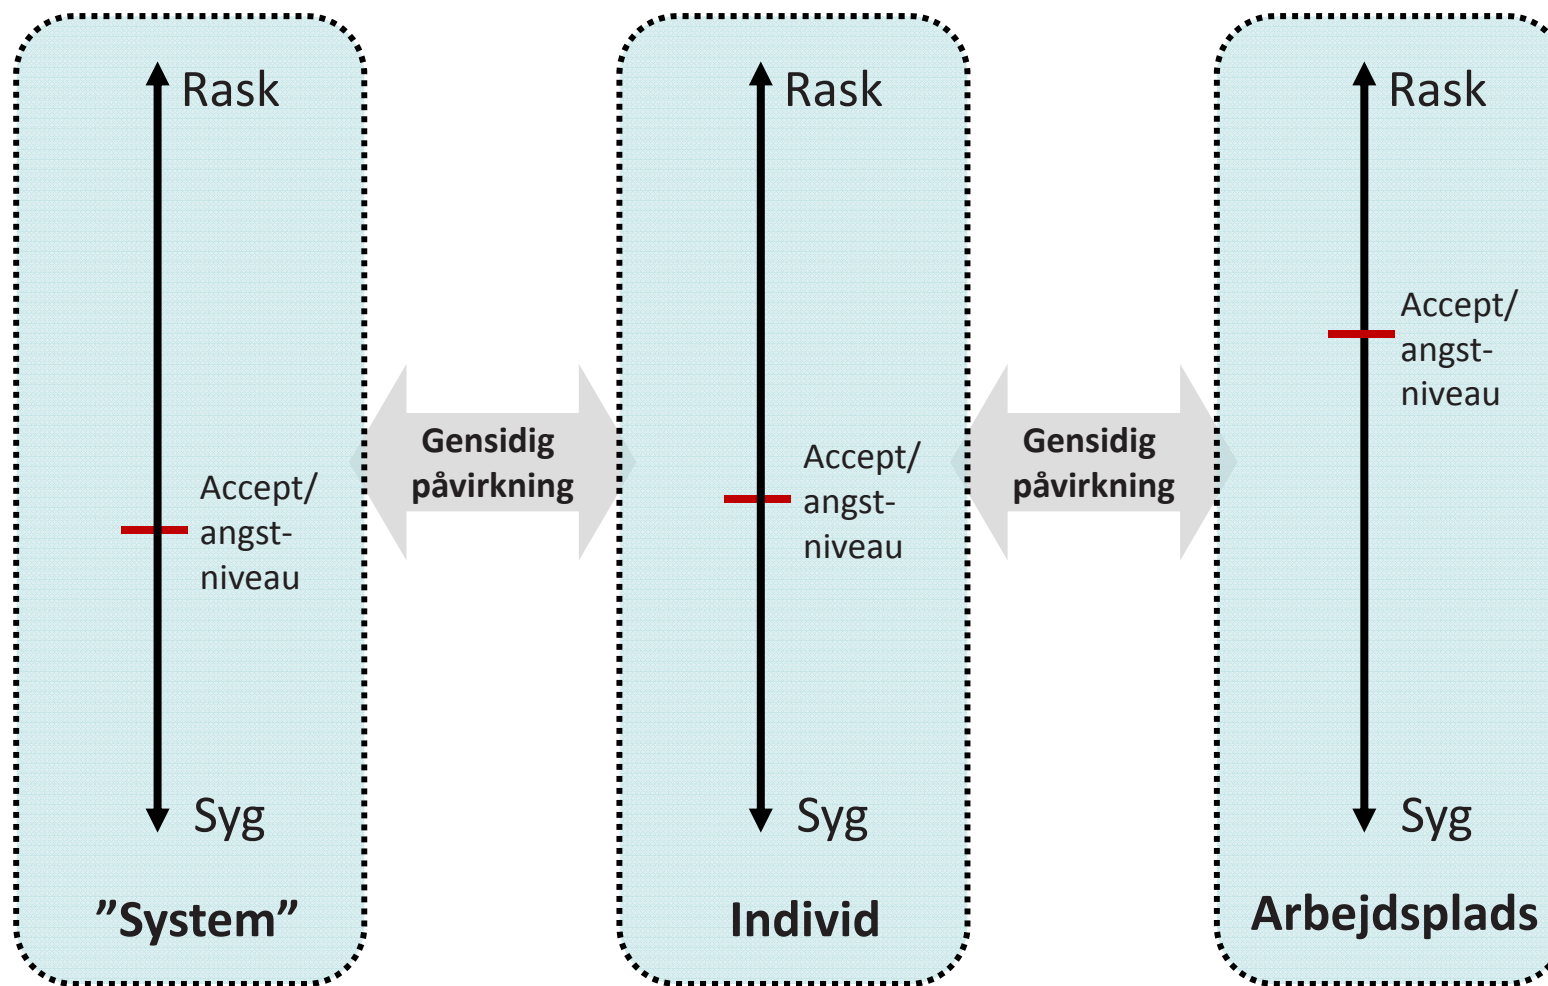 Rask
Accept/
angst-
niveau
Syg
”System”
Gensidig
påvirkning
Rask
Accept/
angst-
niveau
Syg
Individ
Gensidig
påvirkning
Rask
Accept/
angst-
niveau
Syg
Arbejdsplads